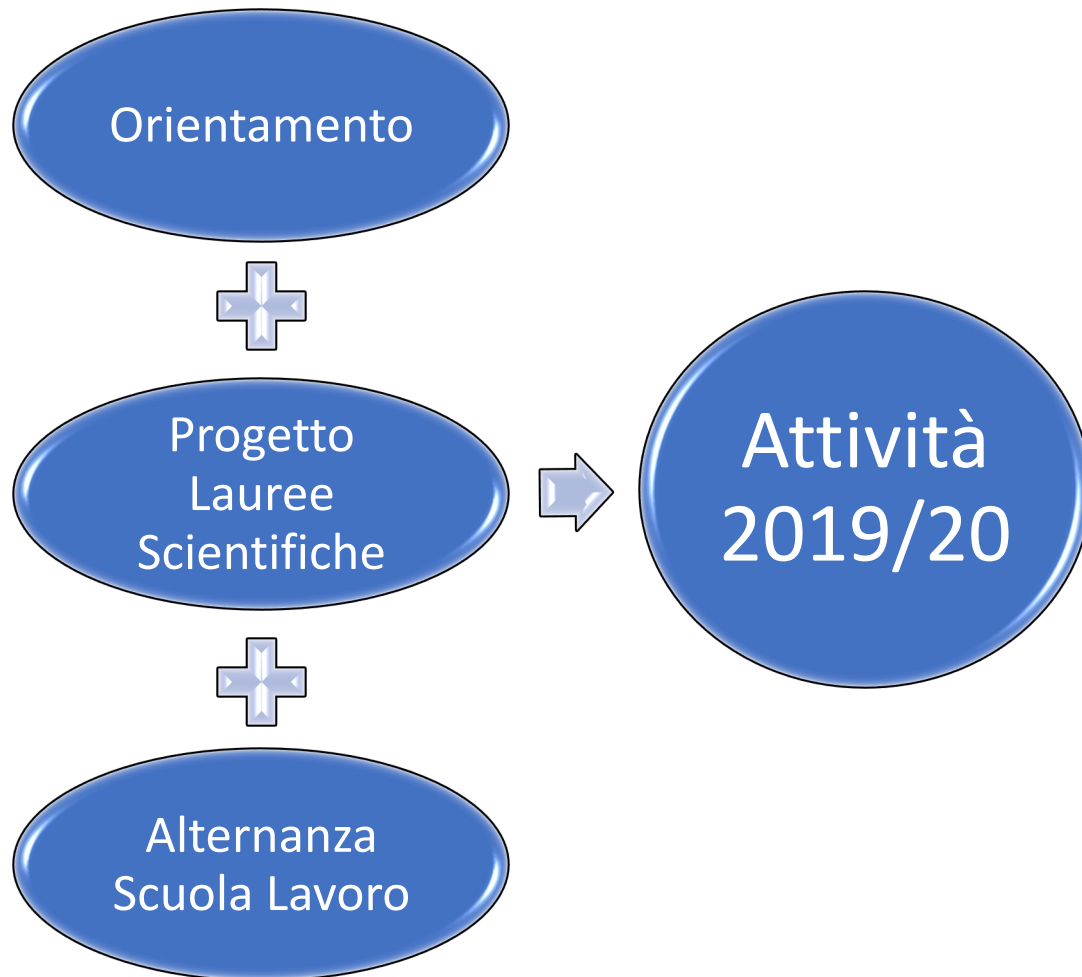 Orientamento
Progetto
Lauree
Scientifiche
Alternanza
Scuola Lavoro
Attività
2019/20